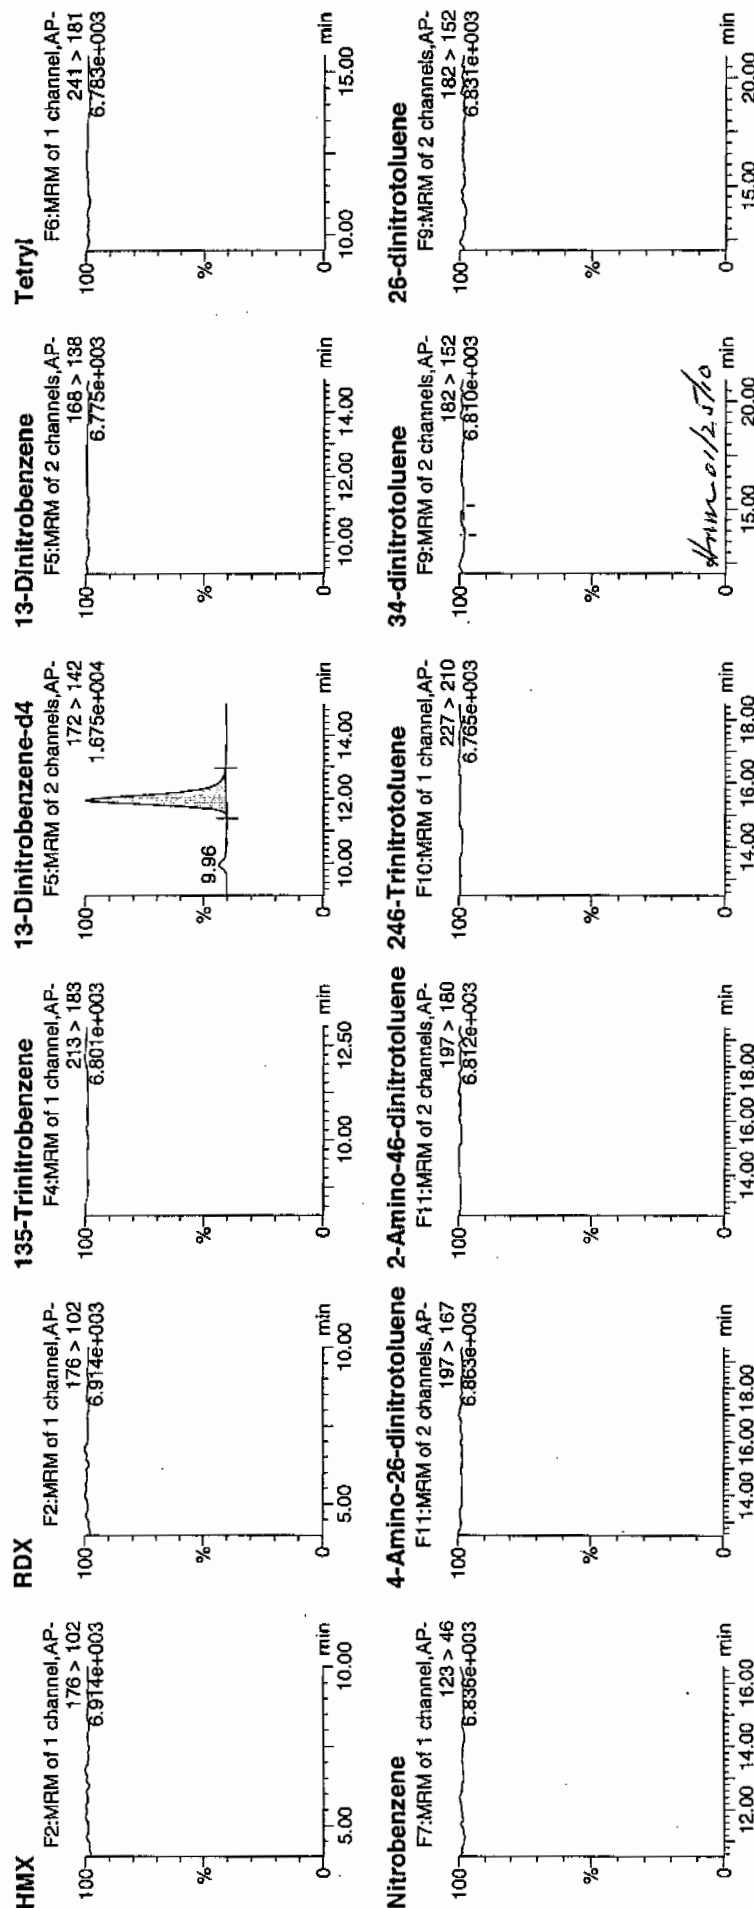 HMX
F2:MRM of 1 channel,AP-
176 > 102
6.914e+003
100
%
0
5.00
10.00
min
RDX
F2:MRM of 1 channel,AP-
176 > 102
6.914e+003
100
%
0
5.00
10.00
min
135-Trinitrobenzene
F4:MRM of 1 channel,AP-
213 > 183
6.801e+003
100
%
0
10.00
12.50
min
13-Dinitrobenzene-d4
F5:MRM of 2 channels,AP-
172 > 142
1.675e+004
100
%
9.96
0
10.00
12.00
14.00
min
13-Dinitrobenzene
F5:MRM of 2 channels,AP-
168 > 138
6.775e+003
100
%
0
10.00
12.00
14.00
min
Tetryl
F6:MRM of 1 channel,AP-
241 > 181
6.783e+003
100
%
0
10.00
15.00
min
Nitrobenzene
F7:MRM of 1 channel,AP-
123 > 46
6.836e+003
100
%
0
12.00
14.00
16.00
min
4-Amino-26-dinitrotoluene
F11:MRM of 2 channels,AP-
197 > 167
6.863e+003
100
%
0
14.00
16.00
18.00
min
2-Amino-46-dinitrotoluene
F11:MRM of 2 channels,AP-
197 > 180
6.812e+003
100
%
0
14.00
16.00
18.00
min
246-Trinitrotoluene
F10:MRM of 1 channel,AP-
227 > 210
6.765e+003
100
%
0
14.00
16.00
18.00
min
34-dinitrotoluene
F9:MRM of 2 channels,AP-
182 > 152
6.810e+003
100
%
0
15.00
20.00
min
01/25/10
26-dinitrotoluene
F9:MRM of 2 channels,AP-
182 > 152
6.831e+003
100
%
0
15.00
20.00
min